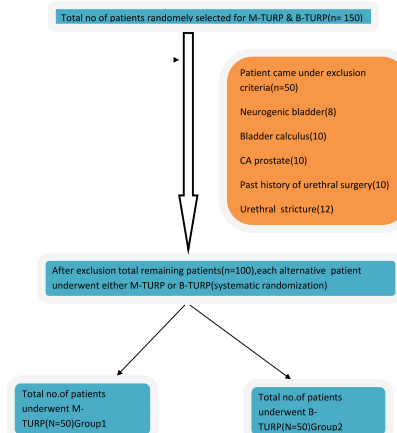 Total no of patients randomely selected for M-TURP & B-TURP(n= 150)
Patient came under exclusion
criteria(n=50)
Neurogenic bladder(8)
Bladder calculus(10)
CA prostate(10)
Past history of urethral surgery(10)
Urethral stricture(12)
After exclusion total remaining patients(n=100),each alternative patient
underwent either M-TURP or B-TURP(systematic randomization)
Total no.of patients
underwent M-
TURP(N=50)Group1
Total no.of patients
underwent B-
TURP(N=50)Group2